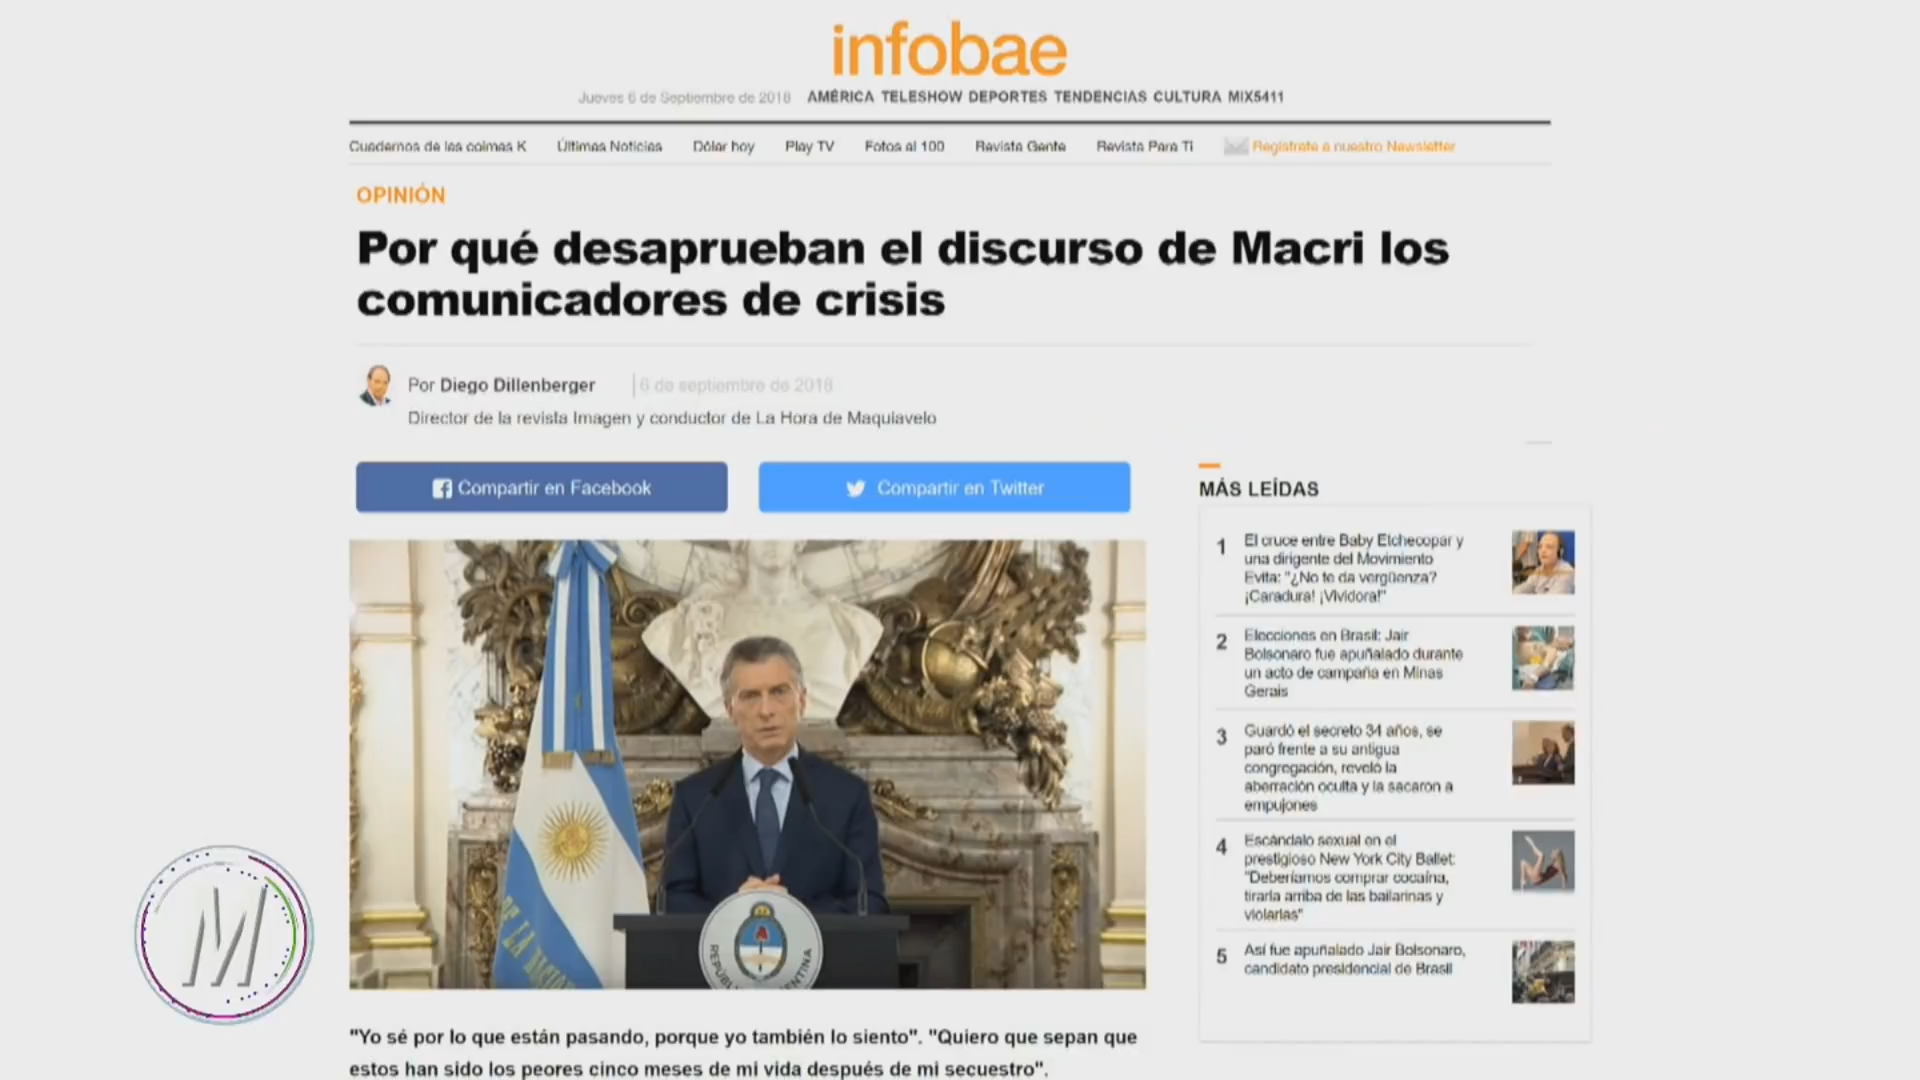 infobae
Jueves 6 de Septiembre de 2018 AMÉRICA TELESHOW DEPORTES TENDENCIAS CULTURA MIX5411
Cuadernos de las coimas K Últimas Noticias Dólar hoy Play TV Fotos al 100 Revista Gente Revista Para Ti Registrate a nuestro Newsletter
OPINIÓN
Por qué desaprueban el discurso de Macri los
comunicadores de crisis
Por Diego Dillenberger 6 de septiembre de 2018
Director de la revista Imagen y conductor de La Hora de Maquiavelo
Compartir en Facebook Compartir en Twitter
DE LA NACIÓN
REPÚBLICA ARGENTINA
"Yo sé por lo que están pasando, porque yo también lo siento". "Quiero que sepan que
estos han sido los peores cinco meses de mi vida después de mi secuestro".
MÁS LEÍDAS
1 El cruce entre Baby Etchecopar y
una dirigente del Movimiento
Evita: "¿No te da vergüenza?
¡Caradura! ¡Vividora!"
2 Elecciones en Brasil: Jair
Bolsonaro fue apuñalado durante
un acto de campaña en Minas
Gerais
3 Guardó el secreto 34 años, se
paró frente a su antigua
congregación, reveló la
aberración oculta y la sacaron a
empujones
4 Escándalo sexual en el
prestigioso New York City Ballet:
"Deberíamos comprar cocaína,
tirarla arriba de las bailarinas y
violarlas"
5 Así fue apuñalado Jair Bolsonaro,
candidato presidencial de Brasil
M